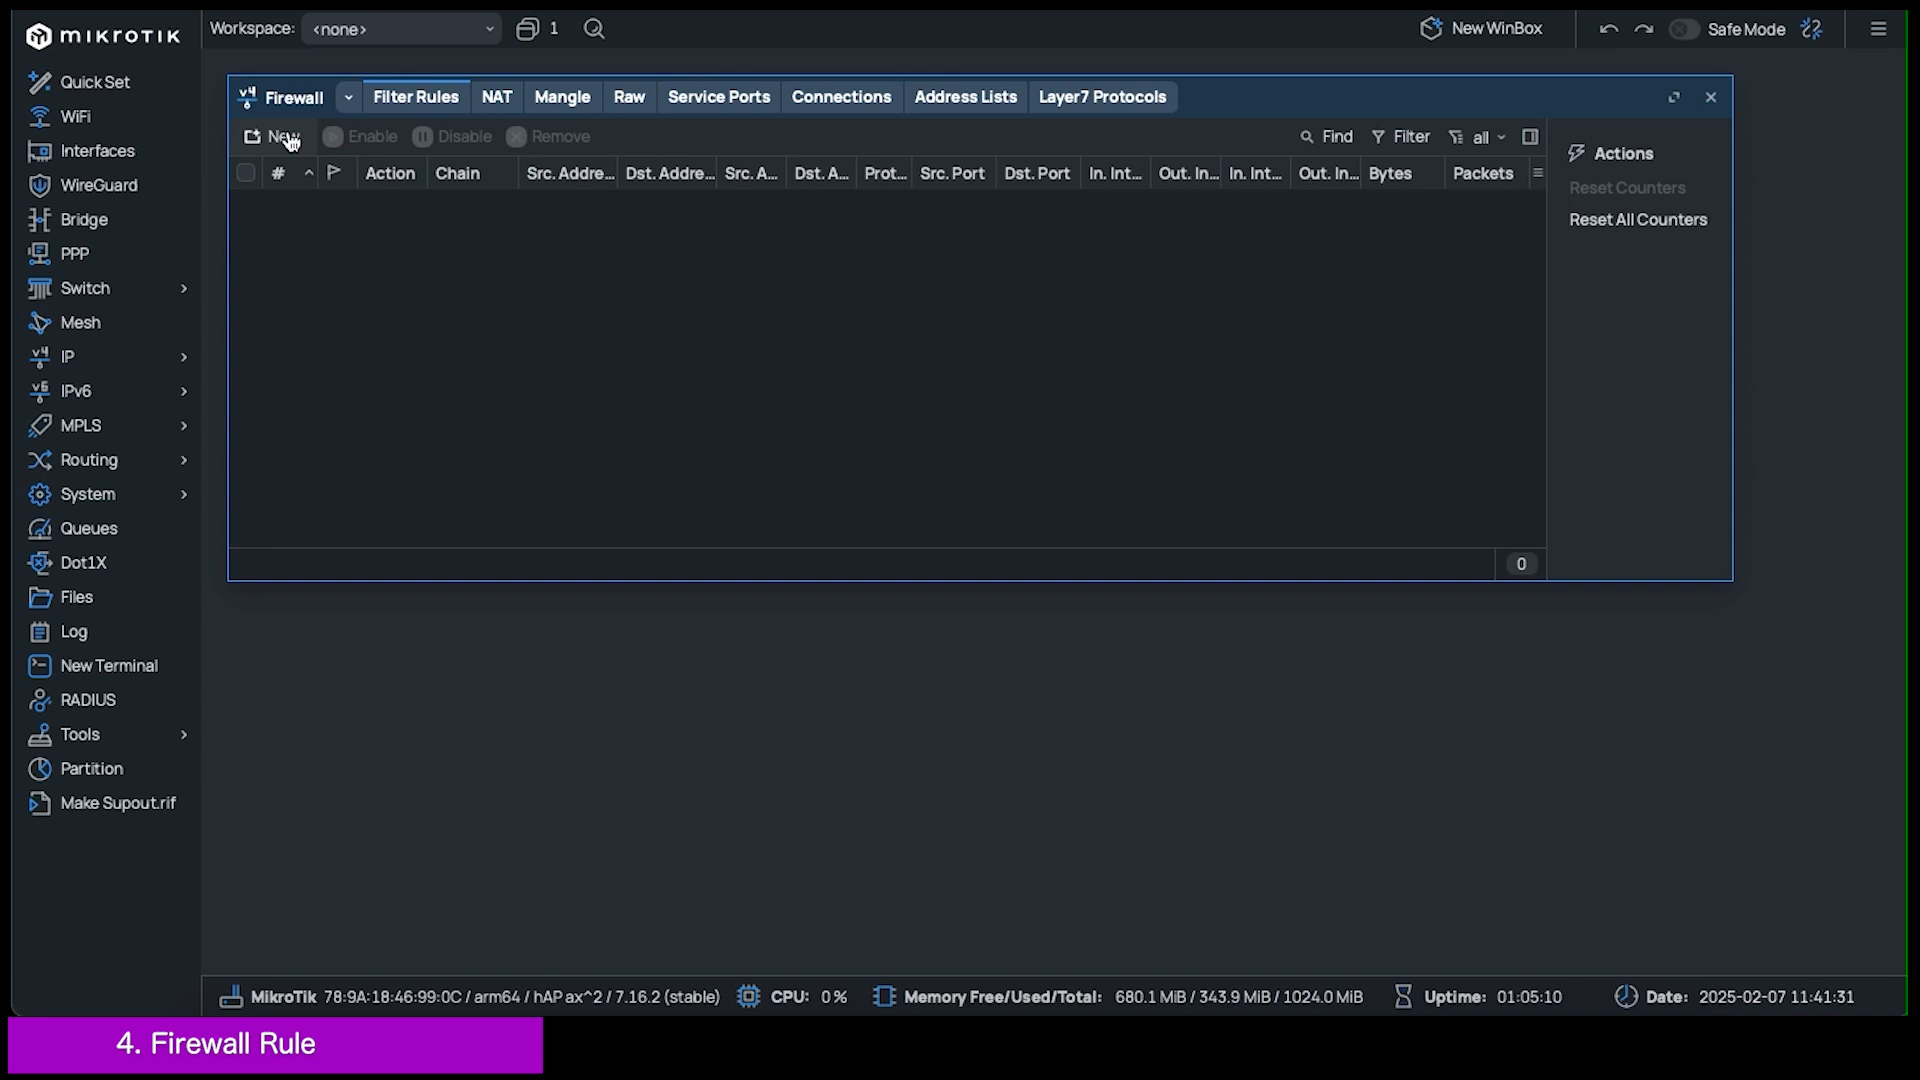 MIKROTIK
Workspace: <none> 1
New WinBox
Safe Mode
Quick Set
WiFi
Interfaces
WireGuard
Bridge
PPP
Switch
Mesh
IP
IPv6
MPLS
Routing
System
Queues
Dot1X
Files
Log
New Terminal
RADIUS
Tools
Partition
Make Supout.rif
Firewall Filter Rules NAT Mangle Raw Service Ports Connections Address Lists Layer7 Protocols
New Enable Disable Remove Find Filter all
# Action Chain Src. Addre... Dst. Addre... Src. A... Dst. A... Prot... Src. Port Dst. Port In. Int... Out. In... In. Int... Out. In... Bytes Packets
0
Actions
Reset Counters
Reset All Counters
MikroTik 78:9A:18:46:99:0C / arm64 / hAP ax^2 / 7.16.2 (stable) CPU: 0% Memory Free/Used/Total: 680.1 MiB / 343.9 MiB / 1024.0 MiB Uptime: 01:05:10 Date: 2025-02-07 11:41:31
4. Firewall Rule